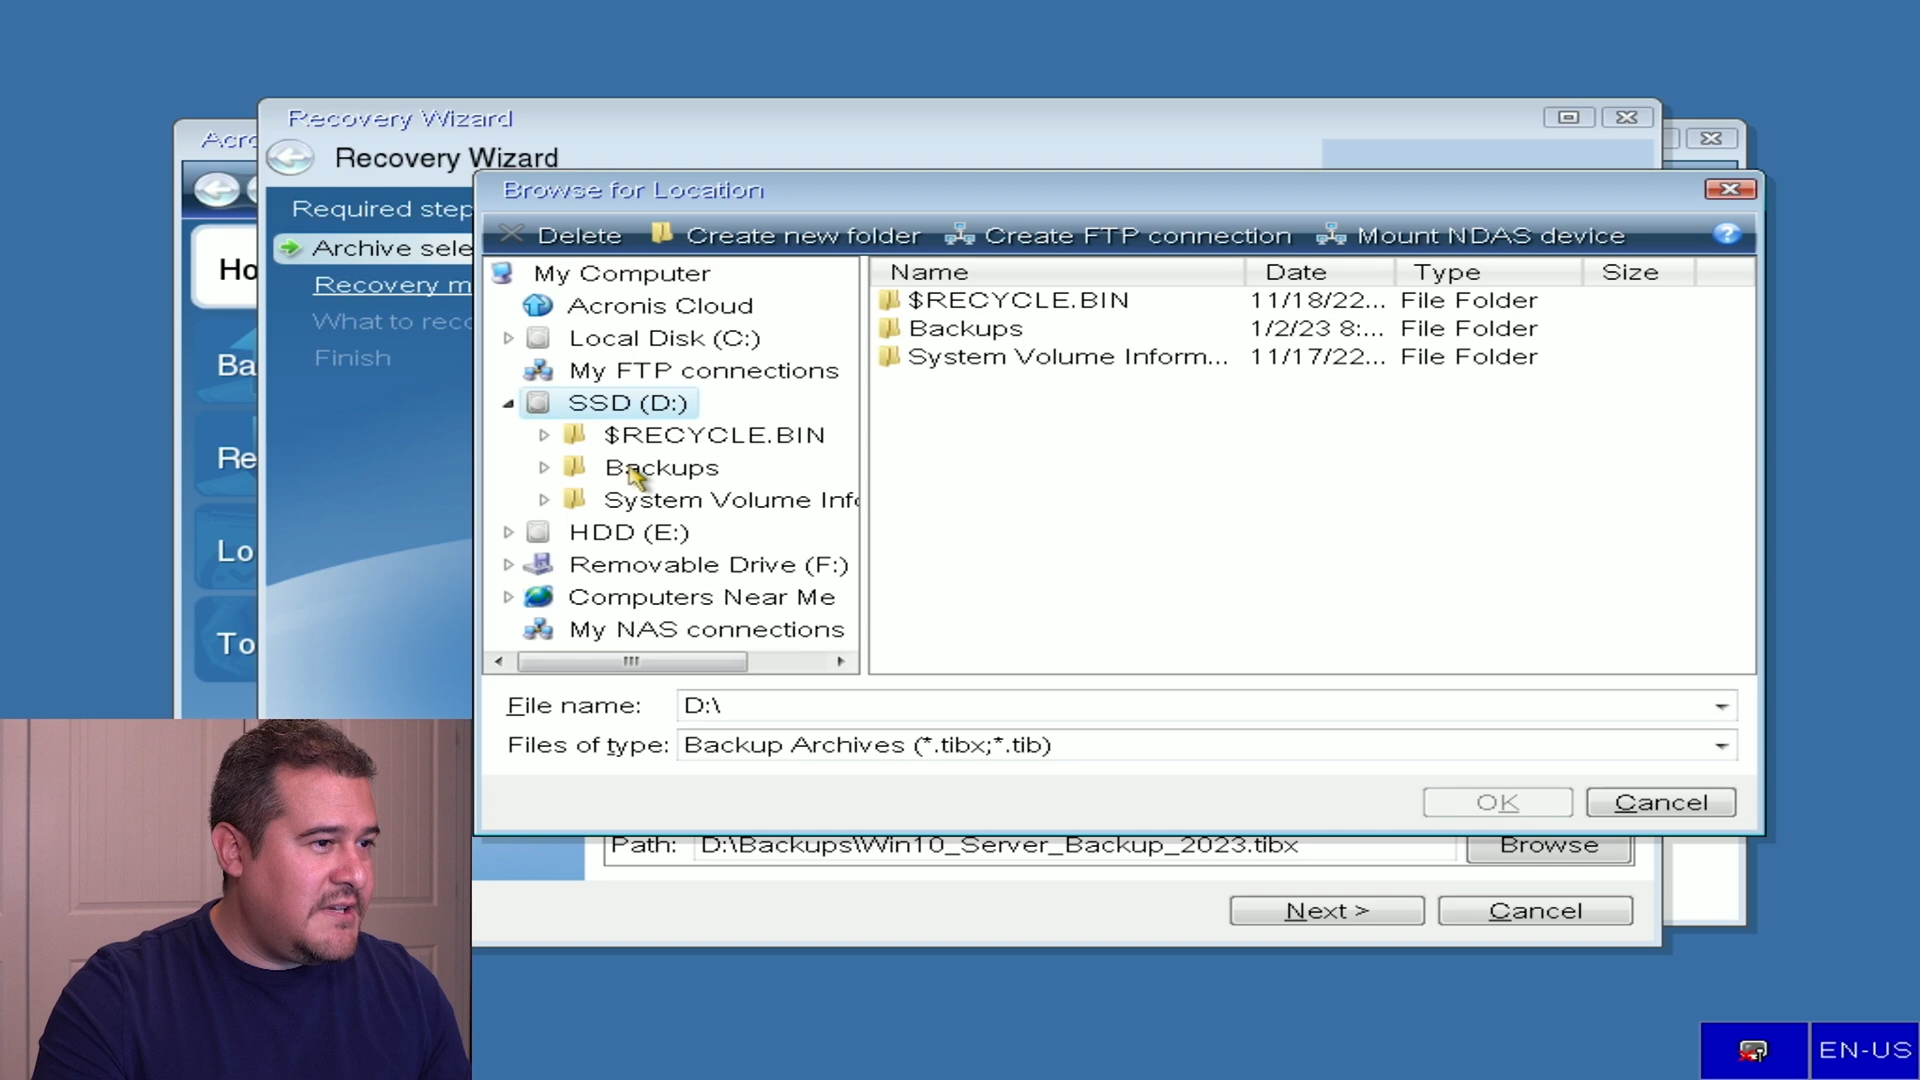 Recovery Wizard
Acro
Recovery Wizard
Browse for Location
Required step
Delete
Create new folder
Create FTP connection
Mount NDAS device
Archive sele
Ho
Recovery m
What to reco
Finish
Ba
Re
Lo
To
My Computer
Acronis Cloud
Local Disk (C:)
My FTP connections
SSD (D:)
$RECYCLE.BIN
Backups
System Volume Info
HDD (E:)
Removable Drive (F:)
Computers Near Me
My NAS connections
Name Date Type Size
$RECYCLE.BIN 11/18/22... File Folder
Backups 1/2/23 8:... File Folder
System Volume Inform... 11/17/22... File Folder
File name: D:\
Files of type: Backup Archives (*.tibx;*.tib)
OK
Cancel
Path: D:\Backups\Win10_Server_Backup_2023.tibx
Browse
Next >
Cancel
EN-US